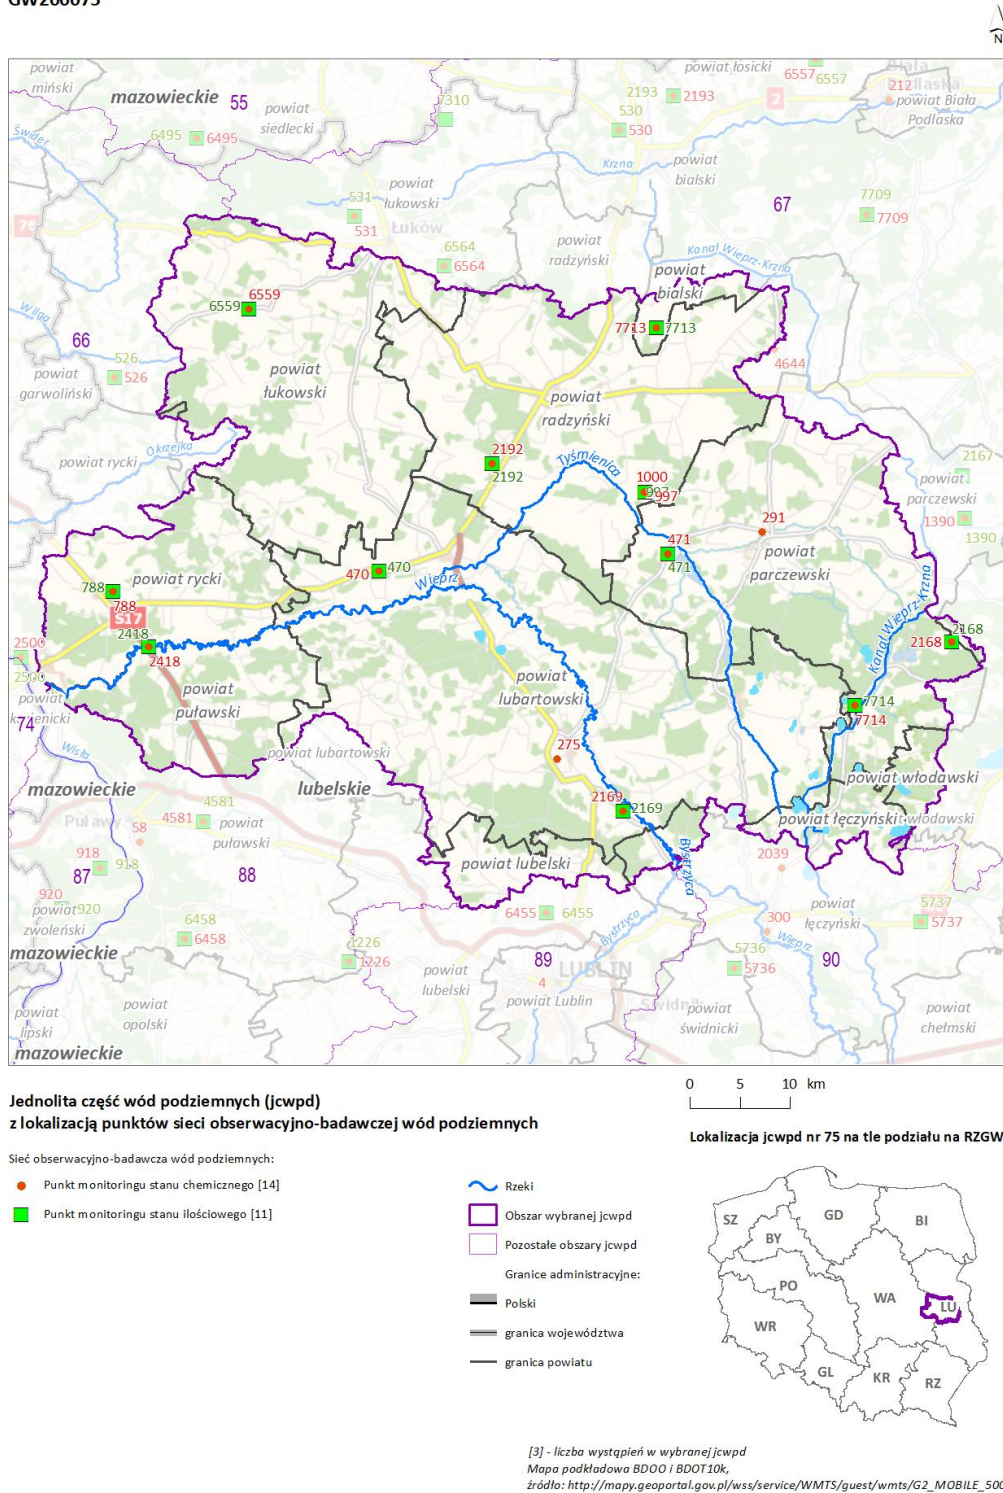 GW200075
N
powiat
miński
mazowieckie
55
powiat
siedlecki
7310
2193
2193
530
530
powiat łosicki
6557
6557
2
Biała
Podlaska
212
powiat Biała
Podlaska
Świder
6495
6495
Krzna
powiat
bialski
powiat
łukowski
531
531
Łuków
67
7709
7709
6564
6564
powiat
radzyński
Kanał Wieprz-Krzna
powiat
bialski
6559
6559
Wilga
66
7713
7713
526
526
powiat
garwoliński
powiat
łukowski
4644
powiat
radzyński
Okrzejka
powiat rycki
2192
2192
Tyśmienica
1000
997
997
2167
powiat
parczewski
1390
1390
291
471
471
powiat
parczewski
470
470
Wieprz
788
788
powiat rycki
S17
2418
2418
2500
2500
Kanał Wieprz-Krzna
2168
2168
powiat
puławski
powiat
lubartowski
7714
7714
74
Wisła
powiat lubartowski
275
mazowieckie
lubelskie
powiat włodawski
2169
2169
powiat łęczyński
włodawski
Puławy
4581
4581
58
powiat
puławski
918
918
87
88
powiat lubelski
Bystrzyca
2039
920
920
powiat
zwoleński
6458
6458
6455
6455
Bystrzyca
powiat
łęczyński
300
Wieprz
5737
5737
mazowieckie
1226
1226
89
LUBLIN
4
powiat Lublin
powiat
lubelski
5736
5736
90
Świdnik
powiat
świdnicki
powiat
chełmski
powiat
lipski
powiat
opolski
mazowieckie
0 5 10 km
Jednolita część wód podziemnych (jcwpd)
z lokalizacją punktów sieci obserwacyjno-badawczej wód podziemnych
Lokalizacja jcwpd nr 75 na tle podziału na RZGW
Sieć obserwacyjno-badawcza wód podziemnych:
Punkt monitoringu stanu chemicznego [14]
Punkt monitoringu stanu ilościowego [11]
Rzeki
Obszar wybranej jcwpd
Pozostałe obszary jcwpd
Granice administracyjne:
Polski
granica województwa
granica powiatu
SZ
GD
BI
BY
PO
WA
LU
WR
GL
KR
RZ
[3] - liczba wystąpień w wybranej jcwpd
Mapa podkładowa BDOO i BDOT10k,
źródło: http://mapy.geoportal.gov.pl/wss/service/WMTS/guest/wmts/G2_MOBILE_500